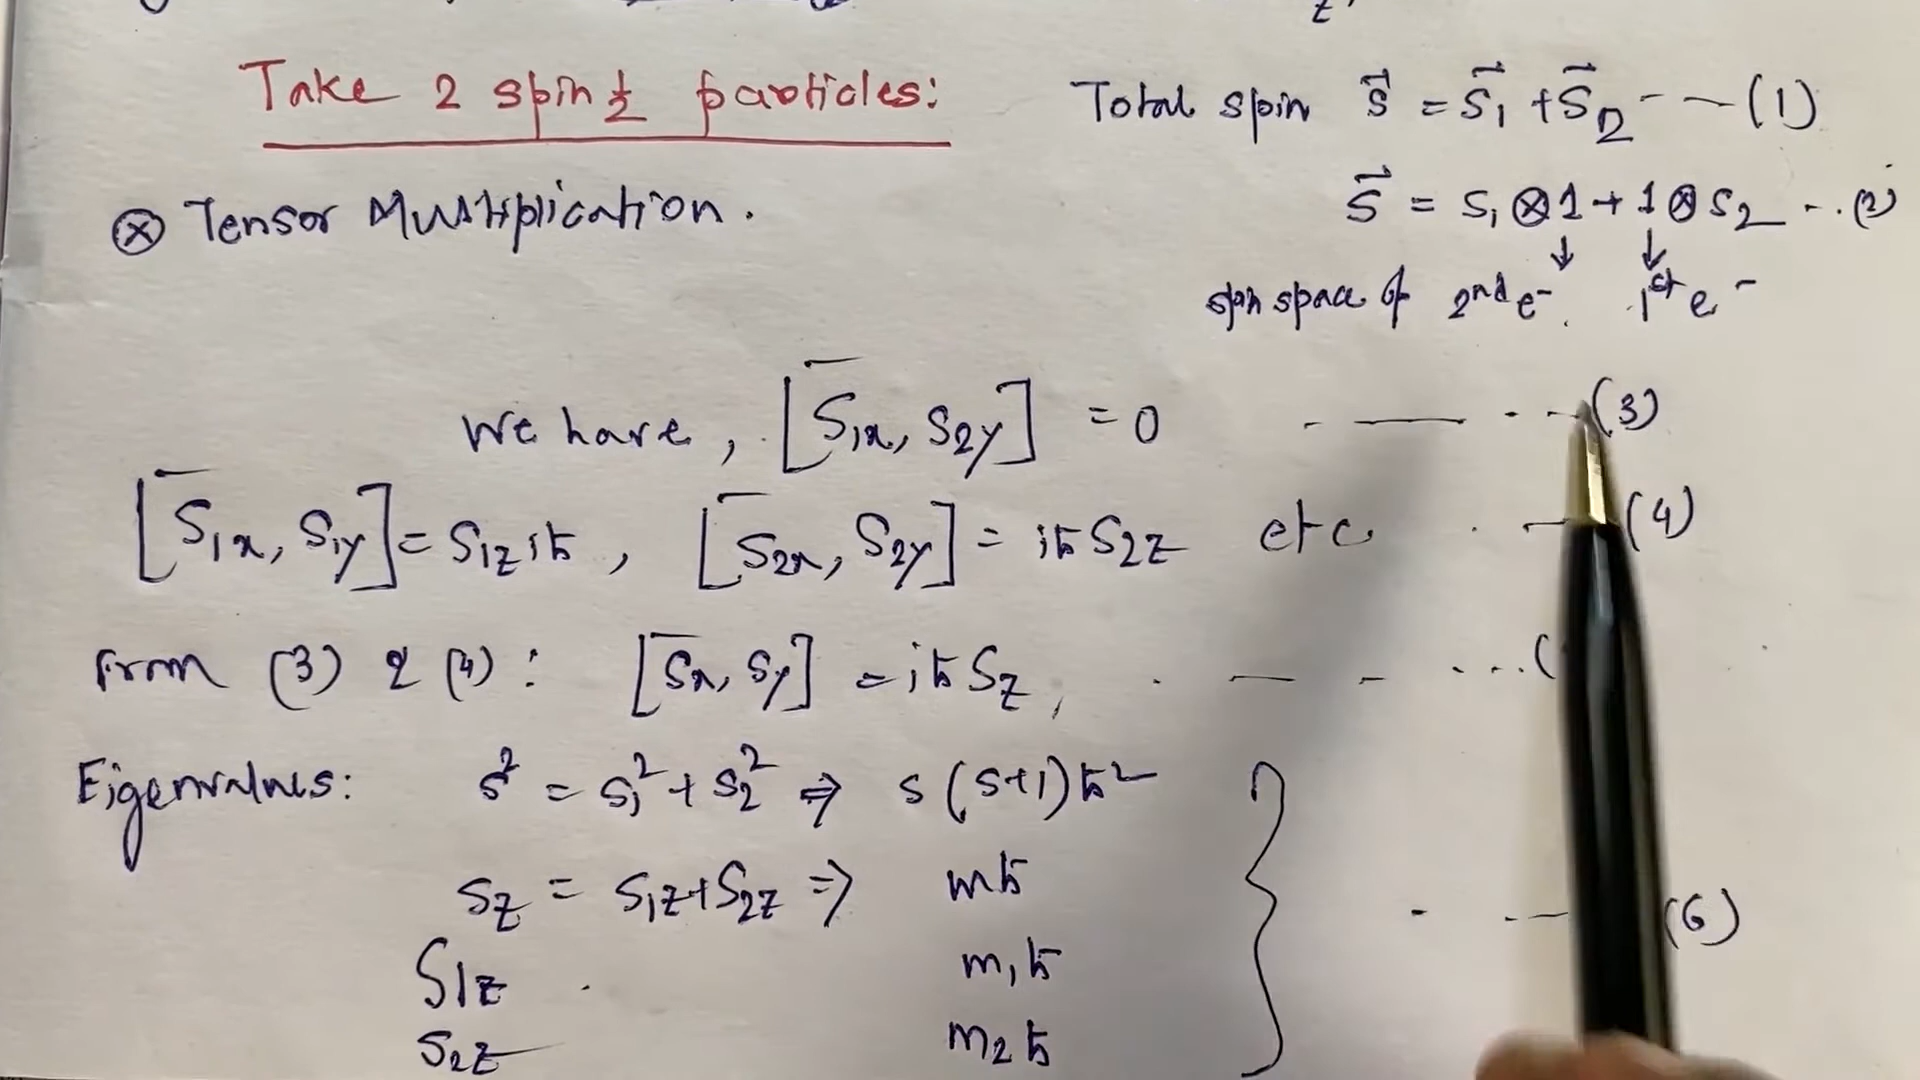 Take 2 spin 1/2 particles:
Total spin S⃗ = S⃗₁ + S⃗₂ - - — (1)
S⃗ = S₁ ⊗ 1 + 1 ⊗ S₂ - . . (2)
⊗ Tensor Multiplication.
↓ ↓
spin space of 2nd e⁻. 1st e⁻
We have, [S₁ₓ, S₂y] = 0 - —— - - (3)
[S₁ₓ, S₁y] = S₁z iħ, [S₂ₓ, S₂y] = iħ S₂z etc. . — (4)
From (3) & (4) : [Sₓ, Sy] = iħ Sz, . — - - . . . (
Eigenvalues: S² = S₁² + S₂² ⇒ s(s+1)ħ²
Sz = S₁z + S₂z ⇒ mħ
S₁z . m₁ħ } - - — (6)
S₂z m₂ħ